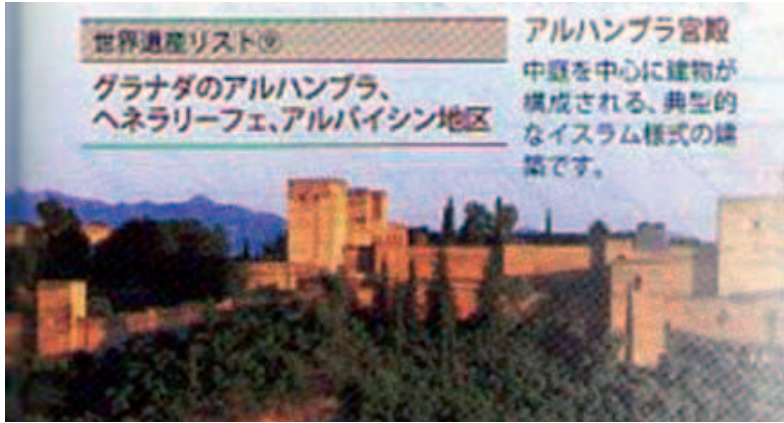 世界遺産リスト⑨
グラナダのアルハンブラ、
ヘネラリーフェ、アルバイシン地区
アルハンブラ宮殿
中庭を中心に建物が
構成される、典型的
なイスラム様式の建
築です。